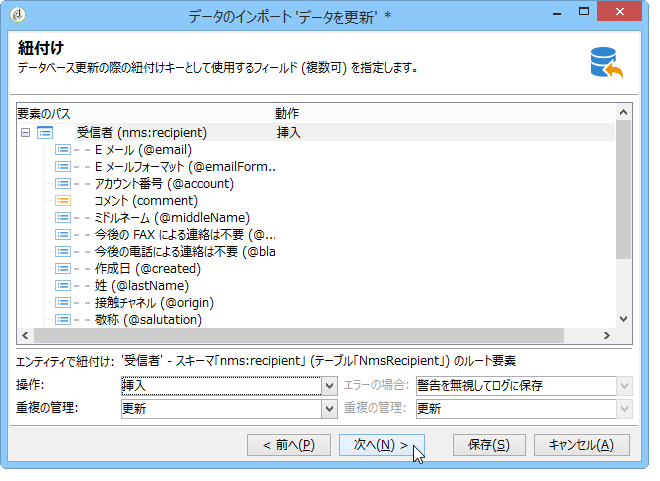 データのインポート 'データを更新' *
紐付け
データベース更新の際の紐付けキーとして使用するフィールド (複数可) を指定します。
要素のパス 動作
受信者 (nms:recipient) 挿入
E メール (@email)
E メールフォーマット (@emailForm...
アカウント番号 (@account)
コメント (comment)
ミドルネーム (@middleName)
今後の FAX による連絡は不要 (@...
今後の電話による連絡は不要 (@bla
作成日 (@created)
姓 (@lastName)
接触チャネル (@origin)
敬称 (@salutation)
エンティティで紐付け: '受信者' - スキーマ「nms:recipient」 (テーブル「NmsRecipient」) のルート要素
操作: 挿入 エラーの場合: 警告を無視してログに保存
重複の管理: 更新 重複の管理: 更新
< 前へ(P) 次へ(N) > 保存(S) キャンセル(A)